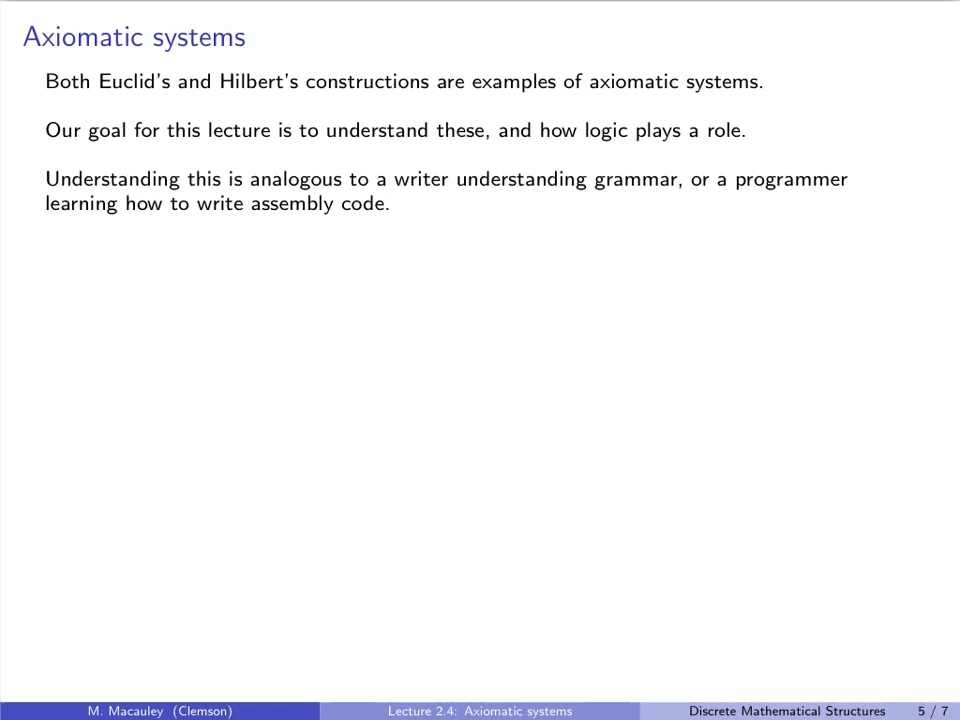 Axiomatic systems
Both Euclid's and Hilbert's constructions are examples of axiomatic systems.
Our goal for this lecture is to understand these, and how logic plays a role.
Understanding this is analogous to a writer understanding grammar, or a programmer
learning how to write assembly code.
M. Macauley (Clemson) Lecture 2.4: Axiomatic systems Discrete Mathematical Structures 5 / 7